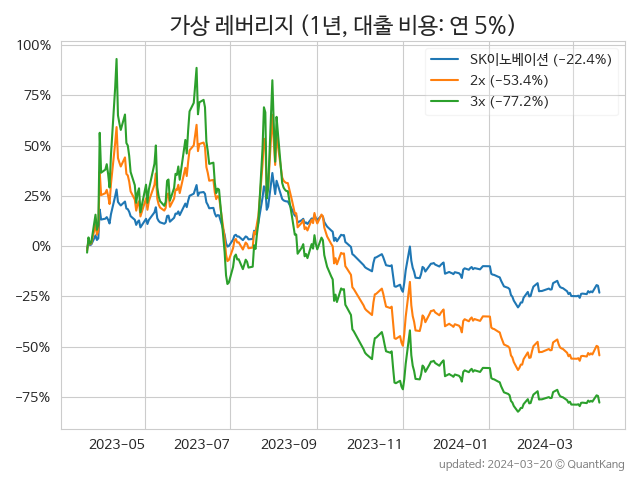 가상 레버리지 (1년, 대출 비용: 연 5%)
100%
75%
50%
25%
0%
−25%
−50%
−75%
SK이노베이션 (−22.4%)
2x (−53.4%)
3x (−77.2%)
2023-05
2023-07
2023-09
2023-11
2024-01
2024-03
updated: 2024-03-20 © QuantKang